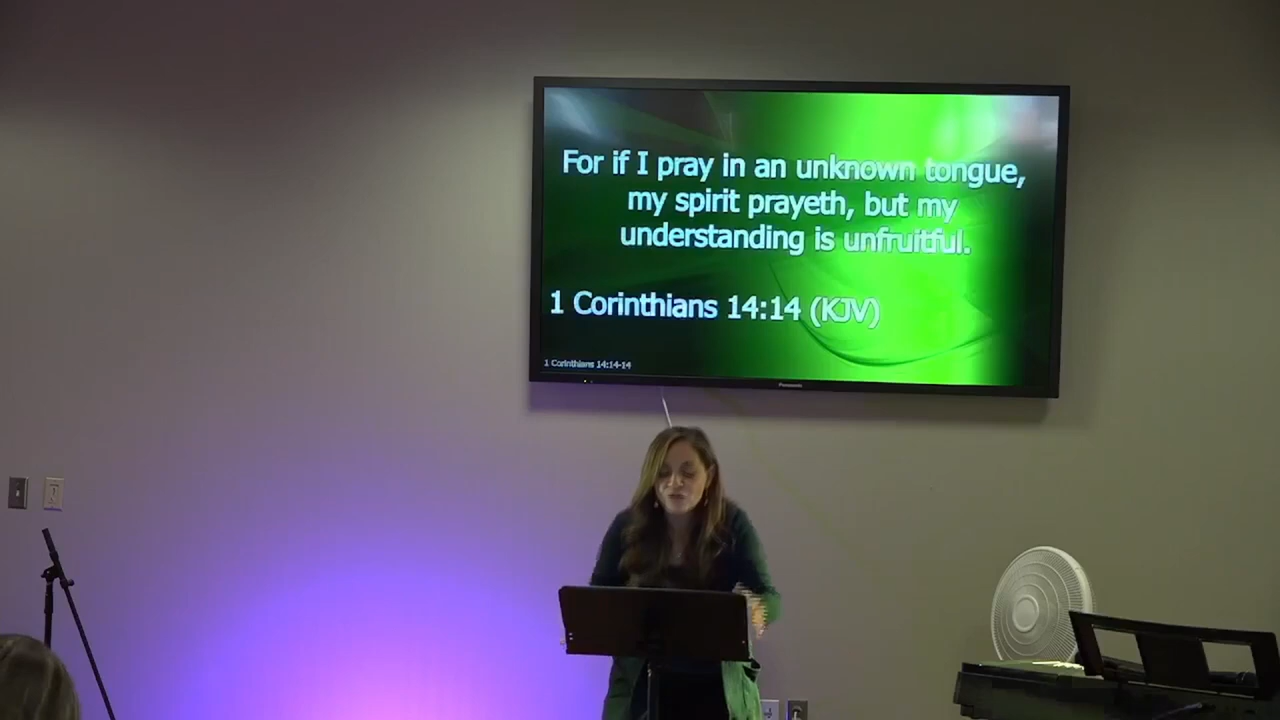 For if I pray in an unknown tongue,
my spirit prayeth, but my
understanding is unfruitful.
1 Corinthians 14:14 (KJV)
1 Corinthians 14:14-14
Panasonic